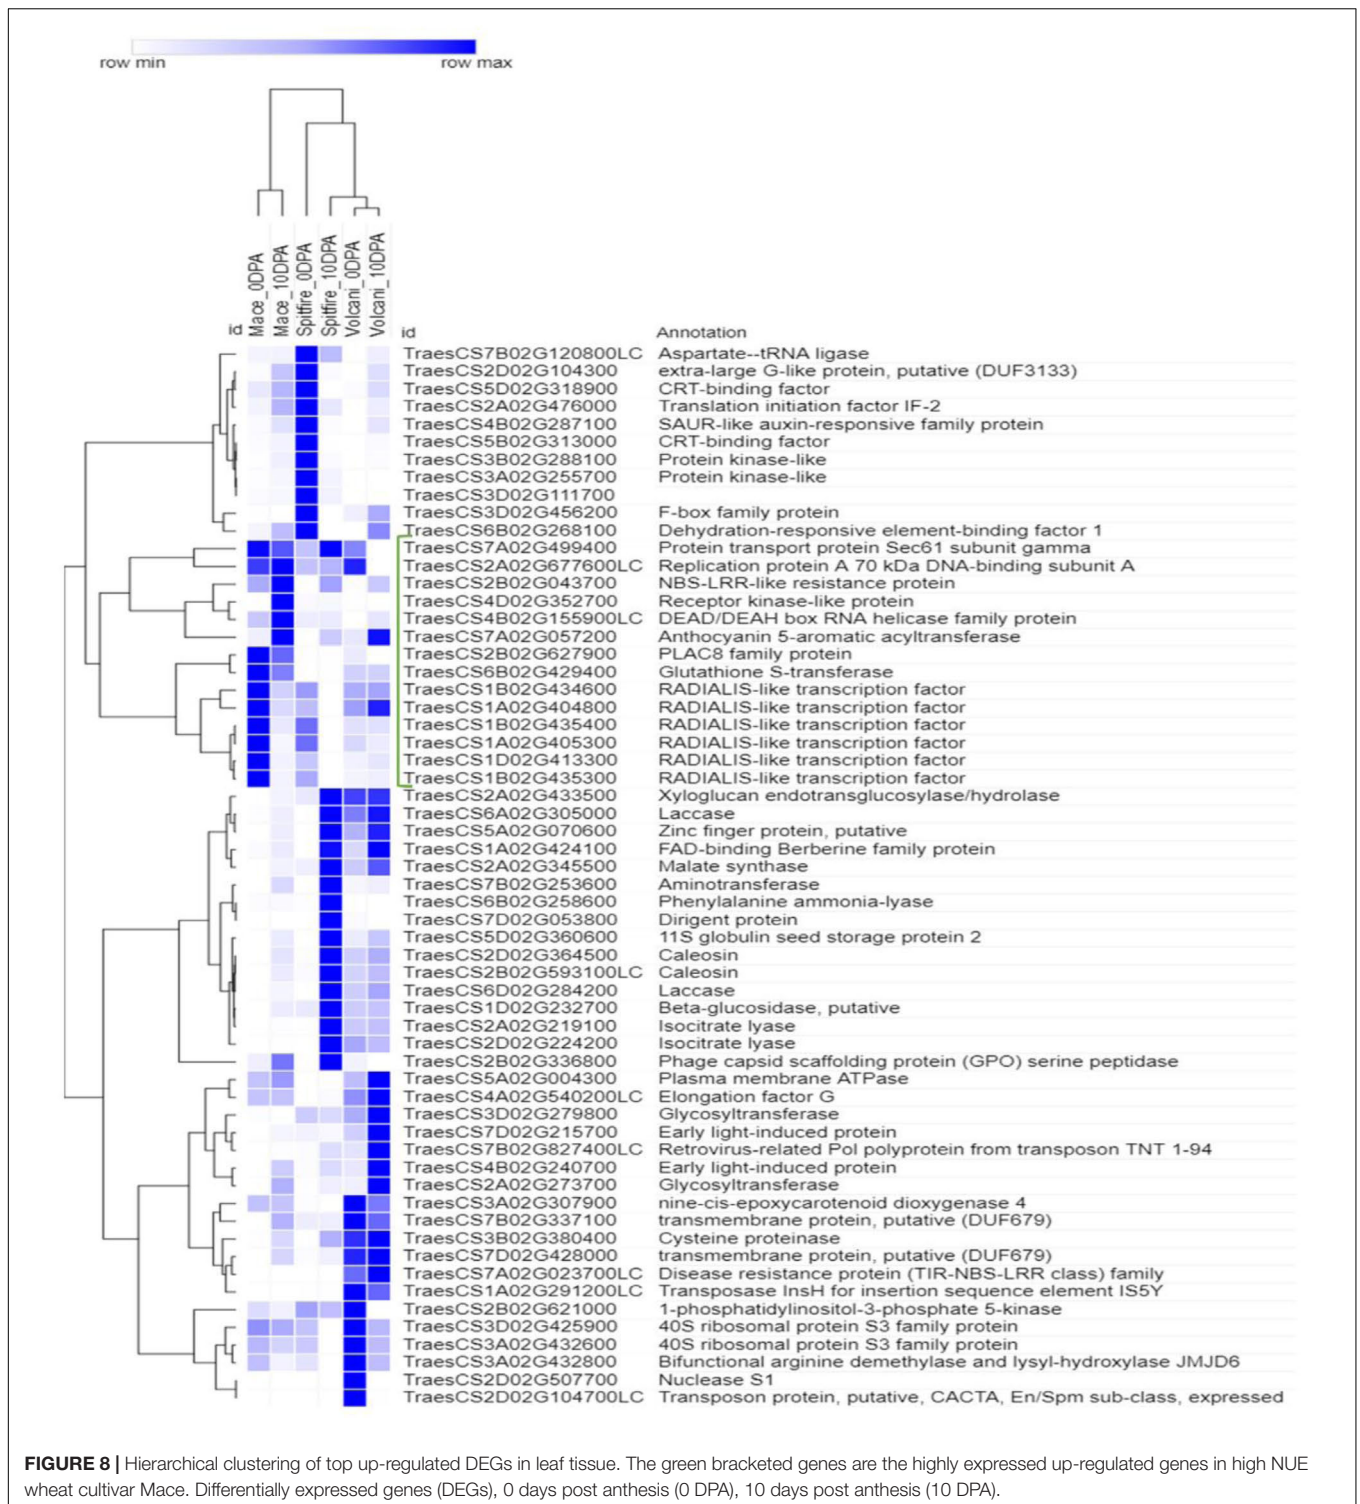 row min row max
Mace_0DPA
Mace_10DPA
Spitfire_0DPA
Spitfire_10DPA
Volcani_0DPA
Volcani_10DPA
id id Annotation
TraesCS7B02G120800LC Aspartate--tRNA ligase
TraesCS2D02G104300 extra-large G-like protein, putative (DUF3133)
TraesCS5D02G318900 CRT-binding factor
TraesCS2A02G476000 Translation initiation factor IF-2
TraesCS4B02G287100 SAUR-like auxin-responsive family protein
TraesCS5B02G313000 CRT-binding factor
TraesCS3B02G288100 Protein kinase-like
TraesCS3A02G255700 Protein kinase-like
TraesCS3D02G111700
TraesCS3D02G456200 F-box family protein
TraesCS6B02G268100 Dehydration-responsive element-binding factor 1
TraesCS7A02G499400 Protein transport protein Sec61 subunit gamma
TraesCS2A02G677600LC Replication protein A 70 kDa DNA-binding subunit A
TraesCS2B02G043700 NBS-LRR-like resistance protein
TraesCS4D02G352700 Receptor kinase-like protein
TraesCS4B02G155900LC DEAD/DEAH box RNA helicase family protein
TraesCS7A02G057200 Anthocyanin 5-aromatic acyltransferase
TraesCS2B02G627900 PLAC8 family protein
TraesCS6B02G429400 Glutathione S-transferase
TraesCS1B02G434600 RADIALIS-like transcription factor
TraesCS1A02G404800 RADIALIS-like transcription factor
TraesCS1B02G435400 RADIALIS-like transcription factor
TraesCS1A02G405300 RADIALIS-like transcription factor
TraesCS1D02G413300 RADIALIS-like transcription factor
TraesCS1B02G435300 RADIALIS-like transcription factor
TraesCS2A02G433500 Xyloglucan endotransglucosylase/hydrolase
TraesCS6A02G305000 Laccase
TraesCS5A02G070600 Zinc finger protein, putative
TraesCS1A02G424100 FAD-binding Berberine family protein
TraesCS2A02G345500 Malate synthase
TraesCS7B02G253600 Aminotransferase
TraesCS6B02G258600 Phenylalanine ammonia-lyase
TraesCS7D02G053800 Dirigent protein
TraesCS5D02G360600 11S globulin seed storage protein 2
TraesCS2D02G364500 Caleosin
TraesCS2B02G593100LC Caleosin
TraesCS6D02G284200 Laccase
TraesCS1D02G232700 Beta-glucosidase, putative
TraesCS2A02G219100 Isocitrate lyase
TraesCS2D02G224200 Isocitrate lyase
TraesCS2B02G336800 Phage capsid scaffolding protein (GPO) serine peptidase
TraesCS5A02G004300 Plasma membrane ATPase
TraesCS4A02G540200LC Elongation factor G
TraesCS3D02G279800 Glycosyltransferase
TraesCS7D02G215700 Early light-induced protein
TraesCS7B02G827400LC Retrovirus-related Pol polyprotein from transposon TNT 1-94
TraesCS4B02G240700 Early light-induced protein
TraesCS2A02G273700 Glycosyltransferase
TraesCS3A02G307900 nine-cis-epoxycarotenoid dioxygenase 4
TraesCS7B02G337100 transmembrane protein, putative (DUF679)
TraesCS3B02G380400 Cysteine proteinase
TraesCS7D02G428000 transmembrane protein, putative (DUF679)
TraesCS7A02G023700LC Disease resistance protein (TIR-NBS-LRR class) family
TraesCS1A02G291200LC Transposase InsH for insertion sequence element IS5Y
TraesCS2B02G621000 1-phosphatidylinositol-3-phosphate 5-kinase
TraesCS3D02G425900 40S ribosomal protein S3 family protein
TraesCS3A02G432600 40S ribosomal protein S3 family protein
TraesCS3A02G432800 Bifunctional arginine demethylase and lysyl-hydroxylase JMJD6
TraesCS2D02G507700 Nuclease S1
TraesCS2D02G104700LC Transposon protein, putative, CACTA, En/Spm sub-class, expressed
FIGURE 8 | Hierarchical clustering of top up-regulated DEGs in leaf tissue. The green bracketed genes are the highly expressed up-regulated genes in high NUE
wheat cultivar Mace. Differentially expressed genes (DEGs), 0 days post anthesis (0 DPA), 10 days post anthesis (10 DPA).